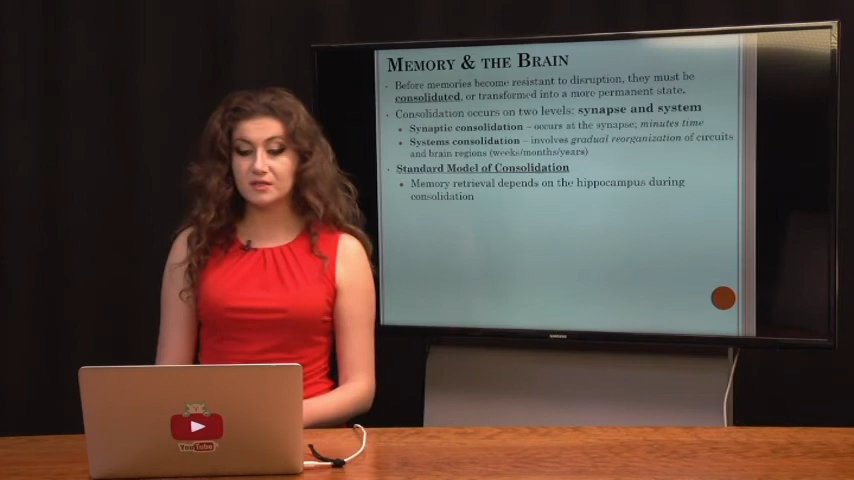 MEMORY & THE BRAIN
Before memories become resistant to disruption, they must be
consolidated, or transformed into a more permanent state.
Consolidation occurs on two levels: synapse and system
Synaptic consolidation – occurs at the synapse; minutes time
Systems consolidation – involves gradual reorganization of circuits
and brain regions (weeks/months/years)
Standard Model of Consolidation
Memory retrieval depends on the hippocampus during
consolidation
SAMSUNG
YouTube